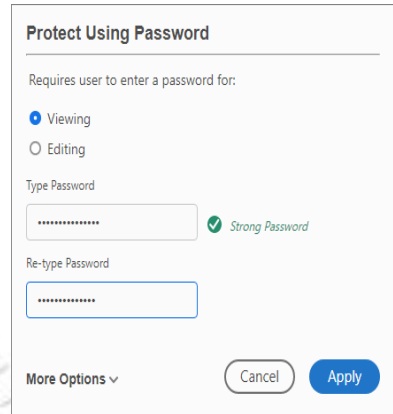 Protect Using Password
Requires user to enter a password for:
Viewing
Editing
Type Password
•••••••••••••••
Strong Password
Re-type Password
••••••••••••••
More Options
Cancel
Apply